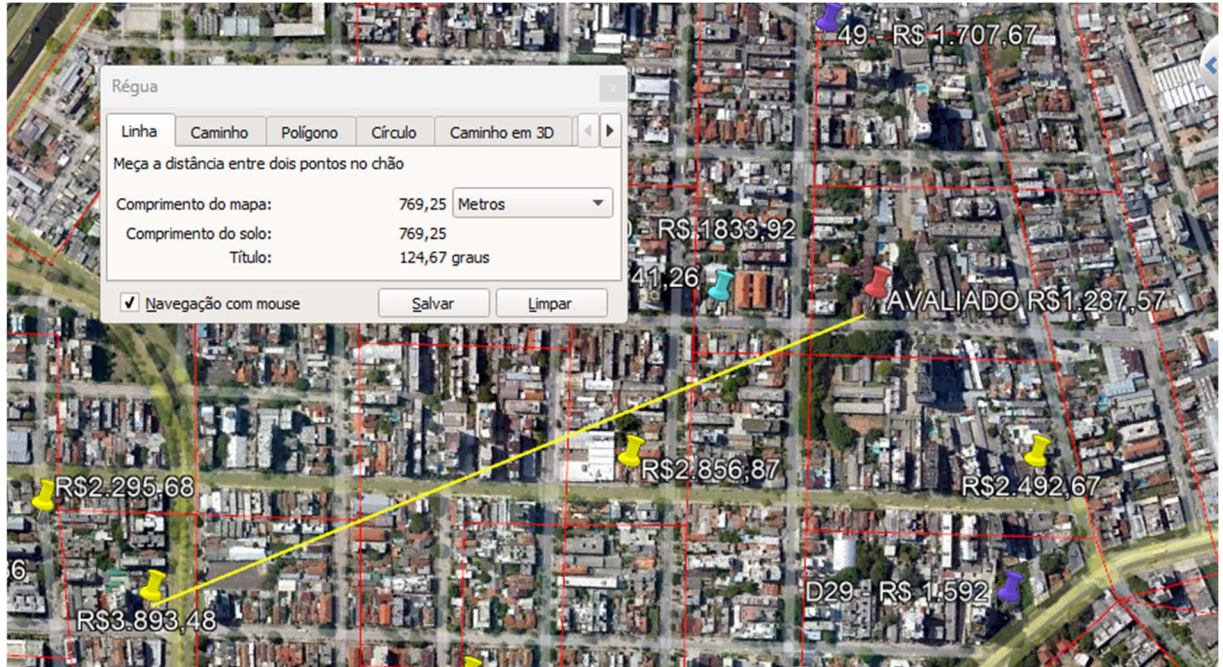 49 - R$ 1.707,67
Régua
Linha
Caminho
Polígono
Círculo
Caminho em 3D
Meça a distância entre dois pontos no chão
Comprimento do mapa:
769,25
Metros
Comprimento do solo:
769,25
Título:
124,67 graus
Navegação com mouse
Salvar
Limpar
- R$ 1833,92
41,26
AVALIADO R$1.287,57
R$2.295,68
R$2.856,87
R$2.492,67
D29 - R$ 1.592
R$3.893,48